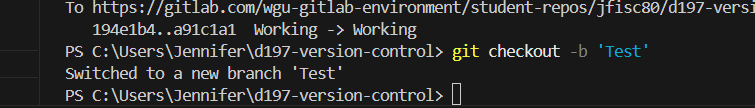 To https://gitlab.com/wgu-gitlab-environment/student-repos/jfisc80/d197-versi
194e1b4..a91c1a1 Working -> Working
PS C:\Users\Jennifer\d197-version-control> git checkout -b 'Test'
Switched to a new branch 'Test'
PS C:\Users\Jennifer\d197-version-control>